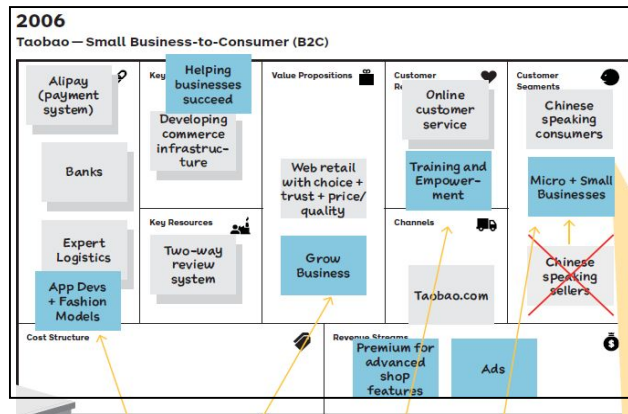 2006
Taobao — Small Business-to-Consumer (B2C)
Alipay
(payment
system)
Banks
Expert
Logistics
App Devs
+ Fashion
Models
Key
Helping
businesses
succeed
Developing
commerce
infrastruc-
ture
Key Resources
Two-way
review
system
Value Propositions
Web retail
with choice +
trust + price/
quality
Grow
Business
Customer
Online
customer
service
Training and
Empower-
ment
Channels
Taobao.com
Customer
Segments
Chinese
speaking
consumers
Micro + Small
Businesses
Chinese
speaking
sellers
Cost Structure
Revenue Streams
Premium for
advanced
shop
features
Ads